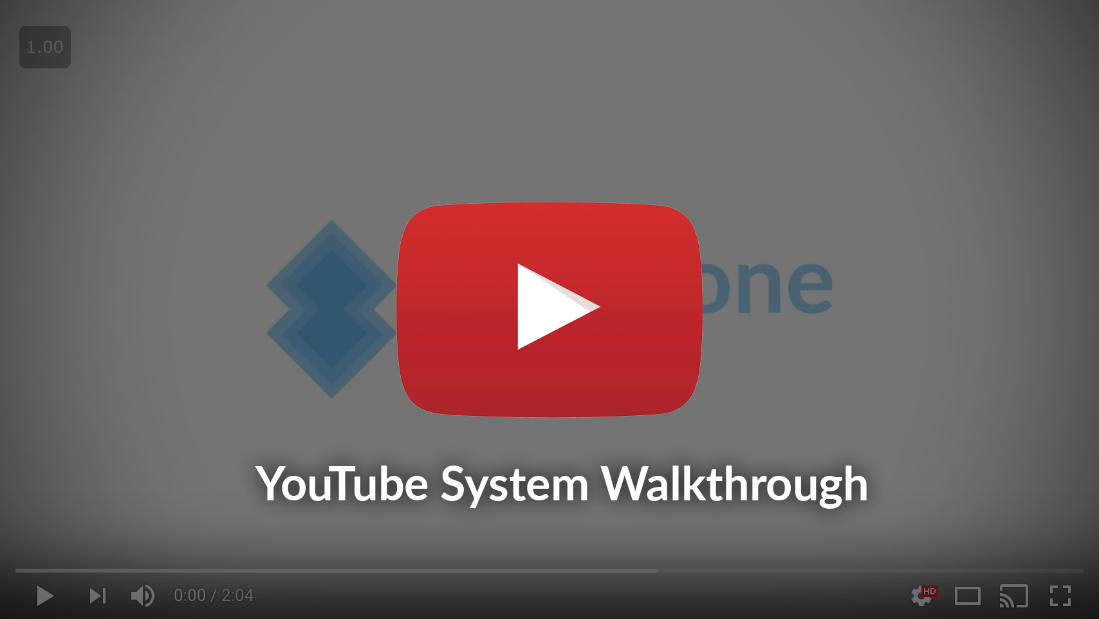 1.00
one
YouTube System Walkthrough
0:00 / 2:04
HD